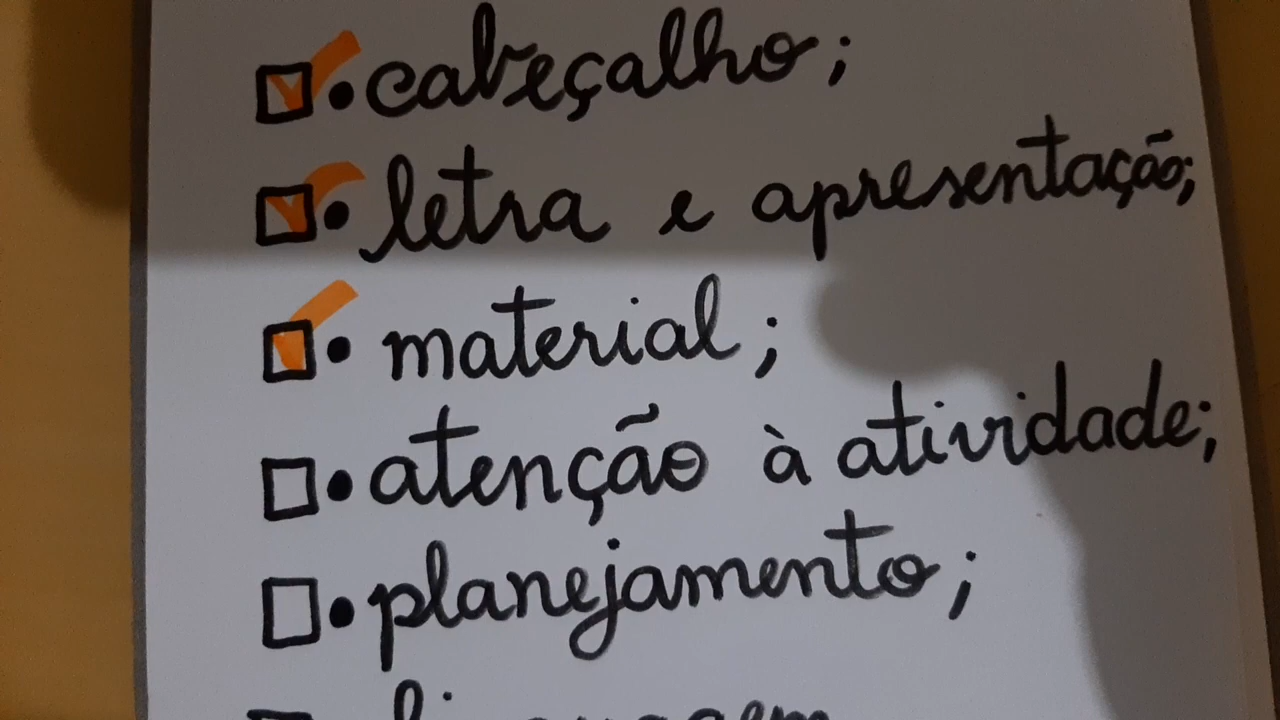 • cabeçalho;
• letra e apresentação;
• material;
• atenção à atividade;
• planejamento;